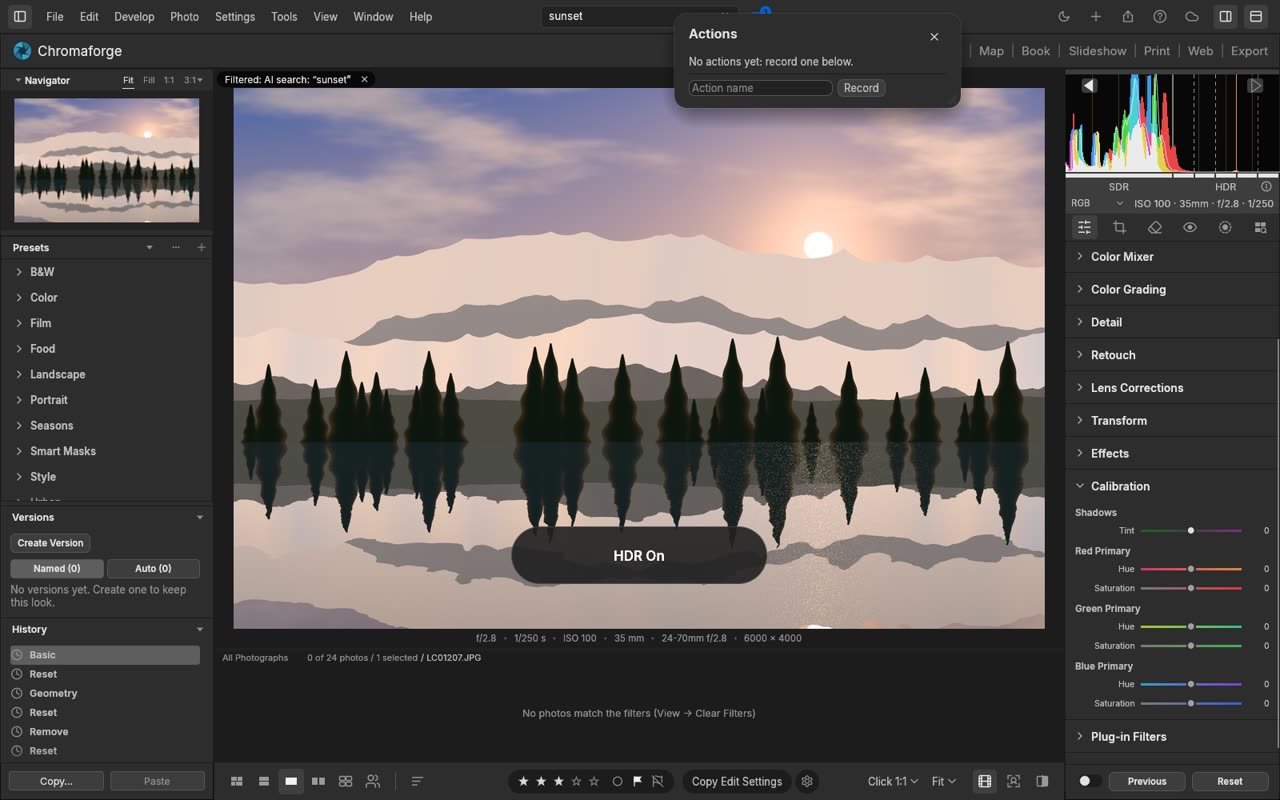 File Edit Develop Photo Settings Tools View Window Help
sunset
Chromaforge
Map | Book | Slideshow | Print | Web | Export
Actions
No actions yet: record one below.
Action name
Record
Navigator
Fit Fill 1:1 3:1
Filtered: AI search: “sunset”
Presets
B&W
Color
Film
Food
Landscape
Portrait
Seasons
Smart Masks
Style
Versions
Create Version
Named (0) Auto (0)
No versions yet. Create one to keep
this look.
History
Basic
Reset
Geometry
Reset
Remove
Reset
Copy... Paste
HDR On
f/2.8 · 1/250 s · ISO 100 · 35 mm · 24-70mm f/2.8 · 6000 × 4000
All Photographs 0 of 24 photos / 1 selected / LC01207.JPG
No photos match the filters (View → Clear Filters)
Copy Edit Settings
Click 1:1 Fit
SDR HDR
RGB ISO 100 · 35mm · f/2.8 · 1/250
Color Mixer
Color Grading
Detail
Retouch
Lens Corrections
Transform
Effects
Calibration
Shadows
Tint 0
Red Primary
Hue 0
Saturation 0
Green Primary
Hue 0
Saturation 0
Blue Primary
Hue 0
Saturation 0
Plug-in Filters
Previous Reset